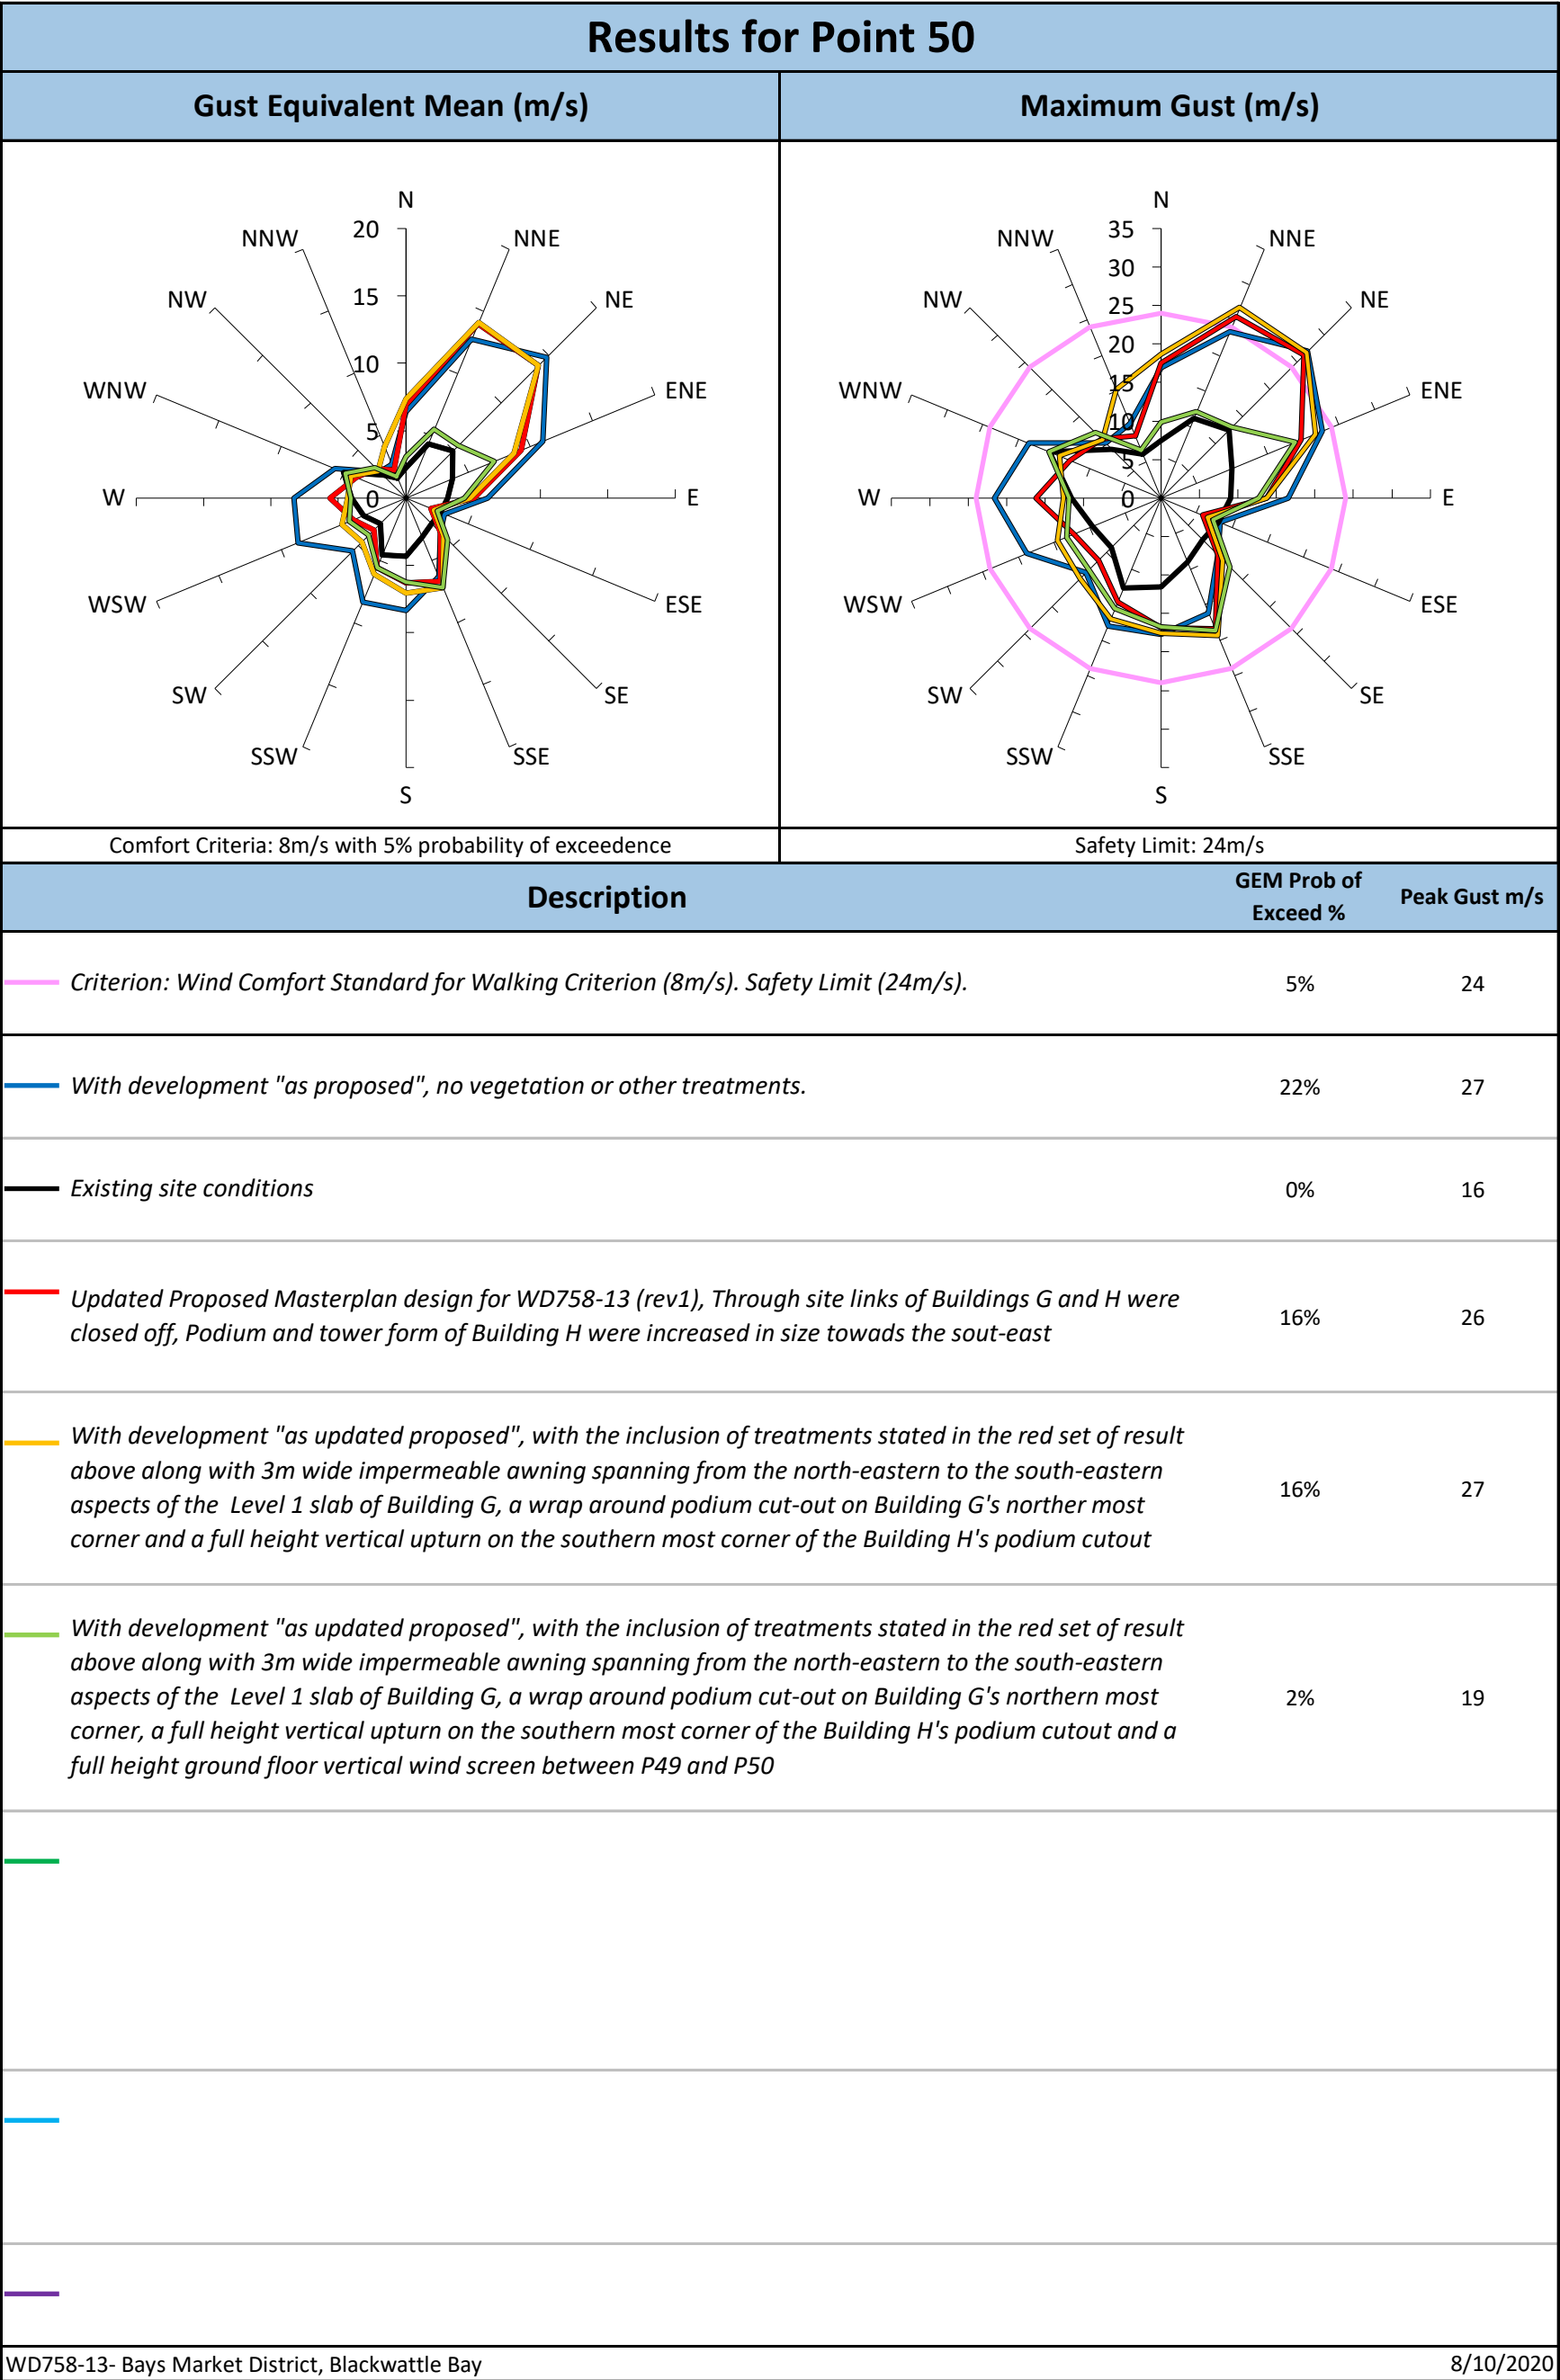 Results for Point 50
Gust Equivalent Mean (m/s)
Maximum Gust (m/s)
N
NNE
NE
ENE
E
ESE
SE
SSE
S
SSW
SW
WSW
W
WNW
NW
NNW
20
15
10
5
0
N
NNE
NE
ENE
E
ESE
SE
SSE
S
SSW
SW
WSW
W
WNW
NW
NNW
35
30
25
20
15
10
5
0
Comfort Criteria: 8m/s with 5% probability of exceedence
Safety Limit: 24m/s
Description
GEM Prob of
Exceed %
Peak Gust m/s
Criterion: Wind Comfort Standard for Walking Criterion (8m/s). Safety Limit (24m/s).
5%
24
With development "as proposed", no vegetation or other treatments.
22%
27
Existing site conditions
0%
16
Updated Proposed Masterplan design for WD758-13 (rev1), Through site links of Buildings G and H were
closed off, Podium and tower form of Building H were increased in size towads the sout-east
16%
26
With development "as updated proposed", with the inclusion of treatments stated in the red set of result
above along with 3m wide impermeable awning spanning from the north-eastern to the south-eastern
aspects of the Level 1 slab of Building G, a wrap around podium cut-out on Building G's norther most
corner and a full height vertical upturn on the southern most corner of the Building H's podium cutout
16%
27
With development "as updated proposed", with the inclusion of treatments stated in the red set of result
above along with 3m wide impermeable awning spanning from the north-eastern to the south-eastern
aspects of the Level 1 slab of Building G, a wrap around podium cut-out on Building G's northern most
corner, a full height vertical upturn on the southern most corner of the Building H's podium cutout and a
full height ground floor vertical wind screen between P49 and P50
2%
19
WD758-13- Bays Market District, Blackwattle Bay
8/10/2020